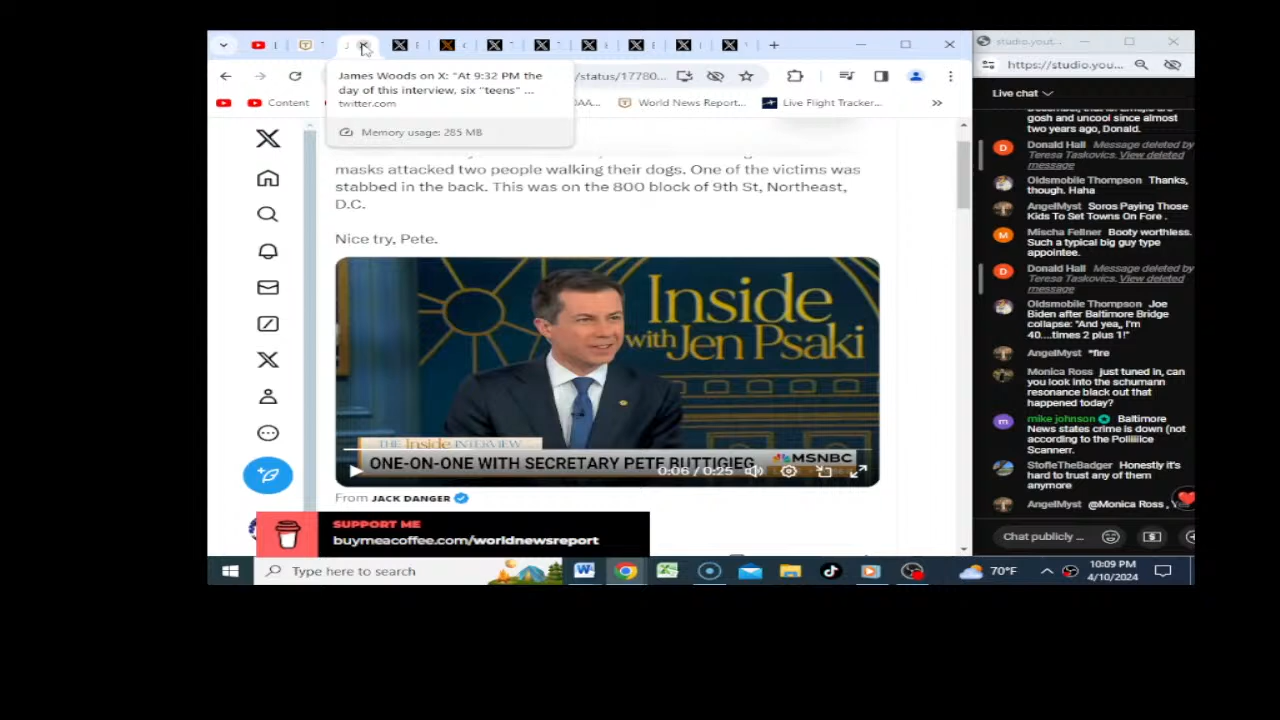 https://studio.yout...
James Woods on X: "At 9:32 PM the
day of this interview, six "teens" ...
twitter.com
Memory usage: 285 MB
/status/17780...
Content
World News Report...
Live Flight Tracker...
»
masks attacked two people walking their dogs. One of the victims was
stabbed in the back. This was on the 800 block of 9th St, Northeast,
D.C.
Nice try, Pete.
Inside
with Jen Psaki
THE Inside INTERVIEW
ONE-ON-ONE WITH SECRETARY PETE BUTTIGIEG
MSNBC
0:06 / 0:25
From JACK DANGER
SUPPORT ME
buymeacoffee.com/worldnewsreport
studio.yout...
https://studio.you...
Live chat
gosh and uncool since almost
two years ago, Donald.
Donald Hall Message deleted by
Teresa Taskovics. View deleted
message
Oldsmobile Thompson Thanks,
though. Haha
AngelMyst Soros Paying Those
Kids To Set Towns On Fore .
Mischa Fellner Booty worthless.
Such a typical big guy type
appointee.
Donald Hall Message deleted by
Teresa Taskovics. View deleted
message
Oldsmobile Thompson Joe
Biden after Baltimore Bridge
collapse: "And yea,, I'm
40....times 2 plus 1!"
AngelMyst *fire
Monica Ross just tuned in, can
you look into the schumann
resonance black out that
happened today?
mike johnson Baltimore
News states crime is down (not
according to the Poliiiiice
Scannerr.
StofleTheBadger Honestly it's
hard to trust any of them
anymore
AngelMyst @Monica Ross ,
Chat publicly ...
Type here to search
70°F
10:09 PM
4/10/2024